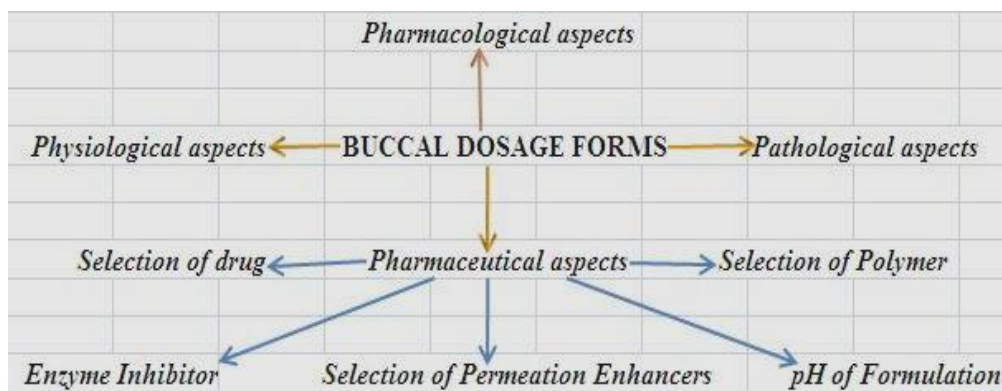 Pharmacological aspects
Physiological aspects BUCCAL DOSAGE FORMS Pathological aspects
Selection of drug Pharmaceutical aspects Selection of Polymer
Enzyme Inhibitor Selection of Permeation Enhancers pH of Formulation